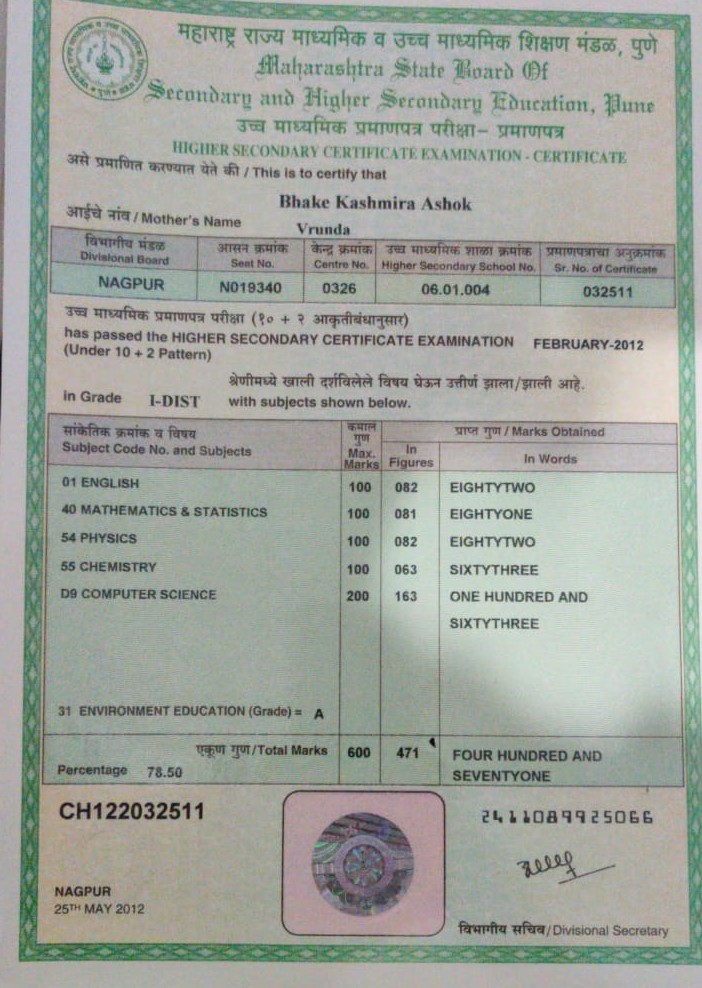 महाराष्ट्र राज्य माध्यमिक व उच्च माध्यमिक शिक्षण मंडळ, पुणे
Maharashtra State Board Of
Secondary and Higher Secondary Education, Pune
उच्च माध्यमिक प्रमाणपत्र परीक्षा– प्रमाणपत्र
HIGHER SECONDARY CERTIFICATE EXAMINATION - CERTIFICATE
असे प्रमाणित करण्यात येते की / This is to certify that
Bhake Kashmira Ashok
आईचे नांव / Mother's Name
Vrunda
विभागीय मंडळ आसन क्रमांक केन्द्र क्रमांक उच्च माध्यमिक शाळा क्रमांक प्रमाणपत्राचा अनुक्रमांक
Divisional Board Seat No. Centre No. Higher Secondary School No. Sr. No. of Certificate
NAGPUR N019340 0326 06.01.004 032511
उच्च माध्यमिक प्रमाणपत्र परीक्षा (१० + २ आकृतीबंधानुसार)
has passed the HIGHER SECONDARY CERTIFICATE EXAMINATION FEBRUARY-2012
(Under 10 + 2 Pattern)
श्रेणीमध्ये खाली दर्शविलेले विषय घेऊन उत्तीर्ण झाला/झाली आहे.
in Grade I-DIST with subjects shown below.
सांकेतिक क्रमांक व विषय
Subject Code No. and Subjects
कमाल
गुण
Max.
Marks
प्राप्त गुण / Marks Obtained
In
Figures
In Words
01 ENGLISH 100 082 EIGHTYTWO
40 MATHEMATICS & STATISTICS 100 081 EIGHTYONE
54 PHYSICS 100 082 EIGHTYTWO
55 CHEMISTRY 100 063 SIXTYTHREE
D9 COMPUTER SCIENCE 200 163 ONE HUNDRED AND
SIXTYTHREE
31 ENVIRONMENT EDUCATION (Grade) = A
एकूण गुण/Total Marks 600 471 FOUR HUNDRED AND
Percentage 78.50 SEVENTYONE
CH122032511
2411089925066
NAGPUR
25TH MAY 2012
विभागीय सचिव/Divisional Secretary